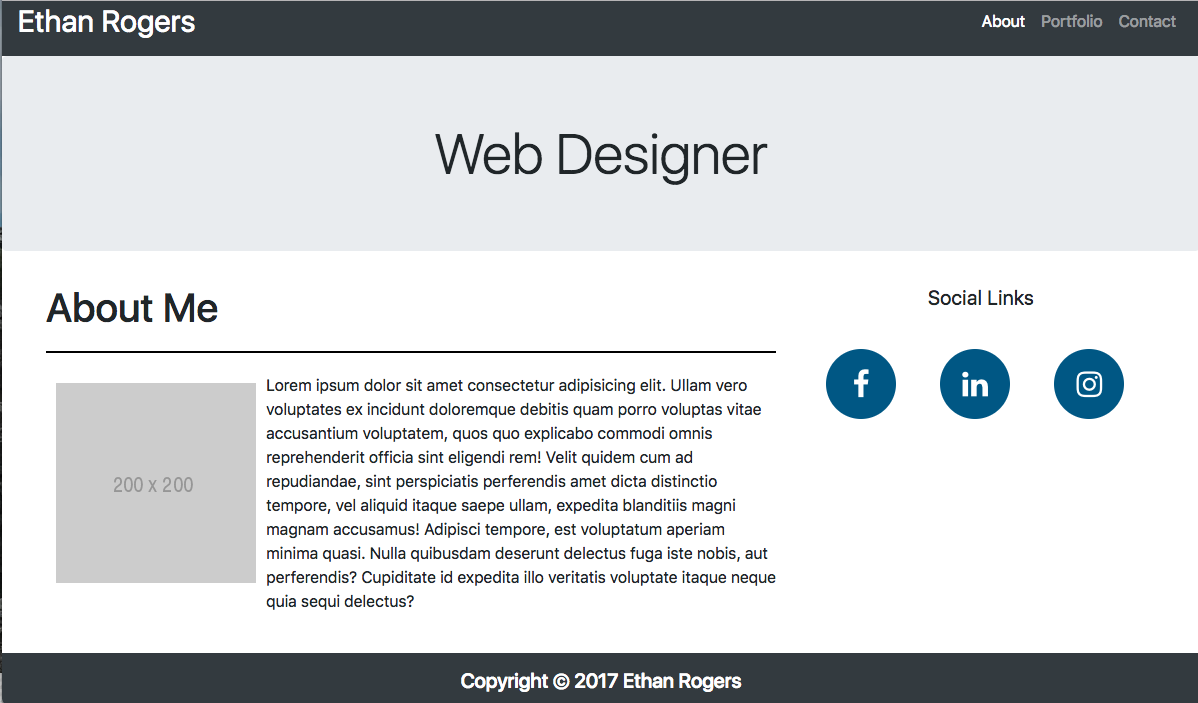 Ethan Rogers
About Portfolio Contact
Web Designer
About Me
200 x 200
Lorem ipsum dolor sit amet consectetur adipisicing elit. Ullam vero
voluptates ex incidunt doloremque debitis quam porro voluptas vitae
accusantium voluptatem, quos quo explicabo commodi omnis
reprehenderit officia sint eligendi rem! Velit quidem cum ad
repudiandae, sint perspiciatis perferendis amet dicta distinctio
tempore, vel aliquid itaque saepe ullam, expedita blanditiis magni
magnam accusamus! Adipisci tempore, est voluptatum aperiam
minima quasi. Nulla quibusdam deserunt delectus fuga iste nobis, aut
perferendis? Cupiditate id expedita illo veritatis voluptate itaque neque
quia sequi delectus?
Social Links
f in
Copyright © 2017 Ethan Rogers